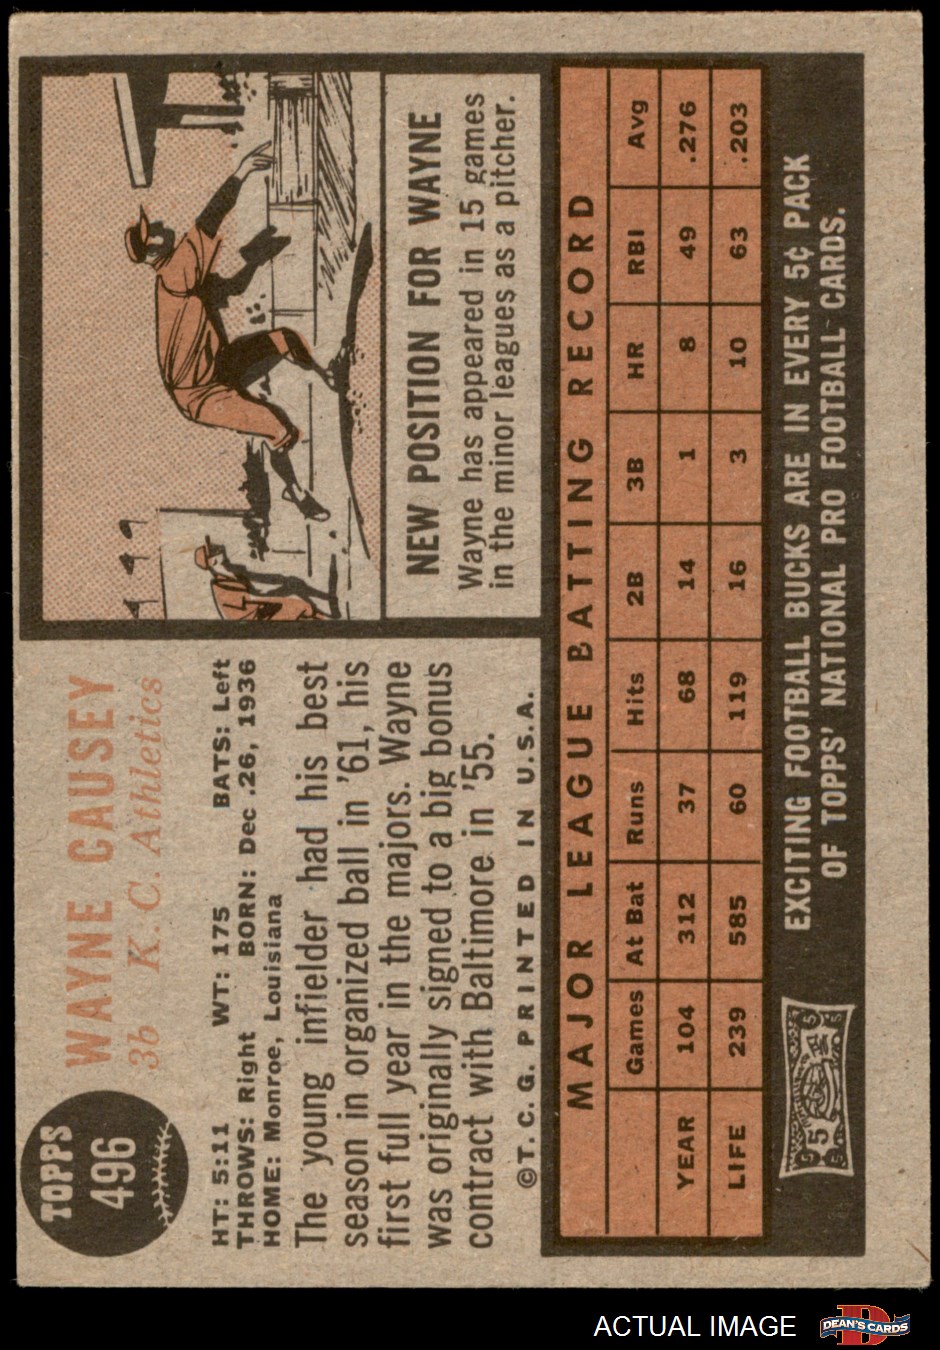 TOPPS
496
WAYNE CAUSEY
3b K. C. Athletics
HT: 5:11 WT: 175 BATS: Left
THROWS: Right BORN: Dec .26, 1936
HOME: Monroe, Louisiana
The young infielder had his best
season in organized ball in '61, his
first full year in the majors. Wayne
was originally signed to a big bonus
contract with Baltimore in '55.
©T. C. G. PRINTED IN U.S.A.
NEW POSITION FOR WAYNE
Wayne has appeared in 15 games
in the minor leagues as a pitcher.
MAJOR LEAGUE BATTING RECORD
Games At Bat Runs Hits 2B 3B HR RBI Avg
YEAR 104 312 37 68 14 1 8 49 .276
LIFE 239 585 60 119 16 3 10 63 .203
5 5 5
EXCITING FOOTBALL BUCKS ARE IN EVERY 5¢ PACK
OF TOPPS' NATIONAL PRO FOOTBALL CARDS.
ACTUAL IMAGE
D
DEAN'S CARDS